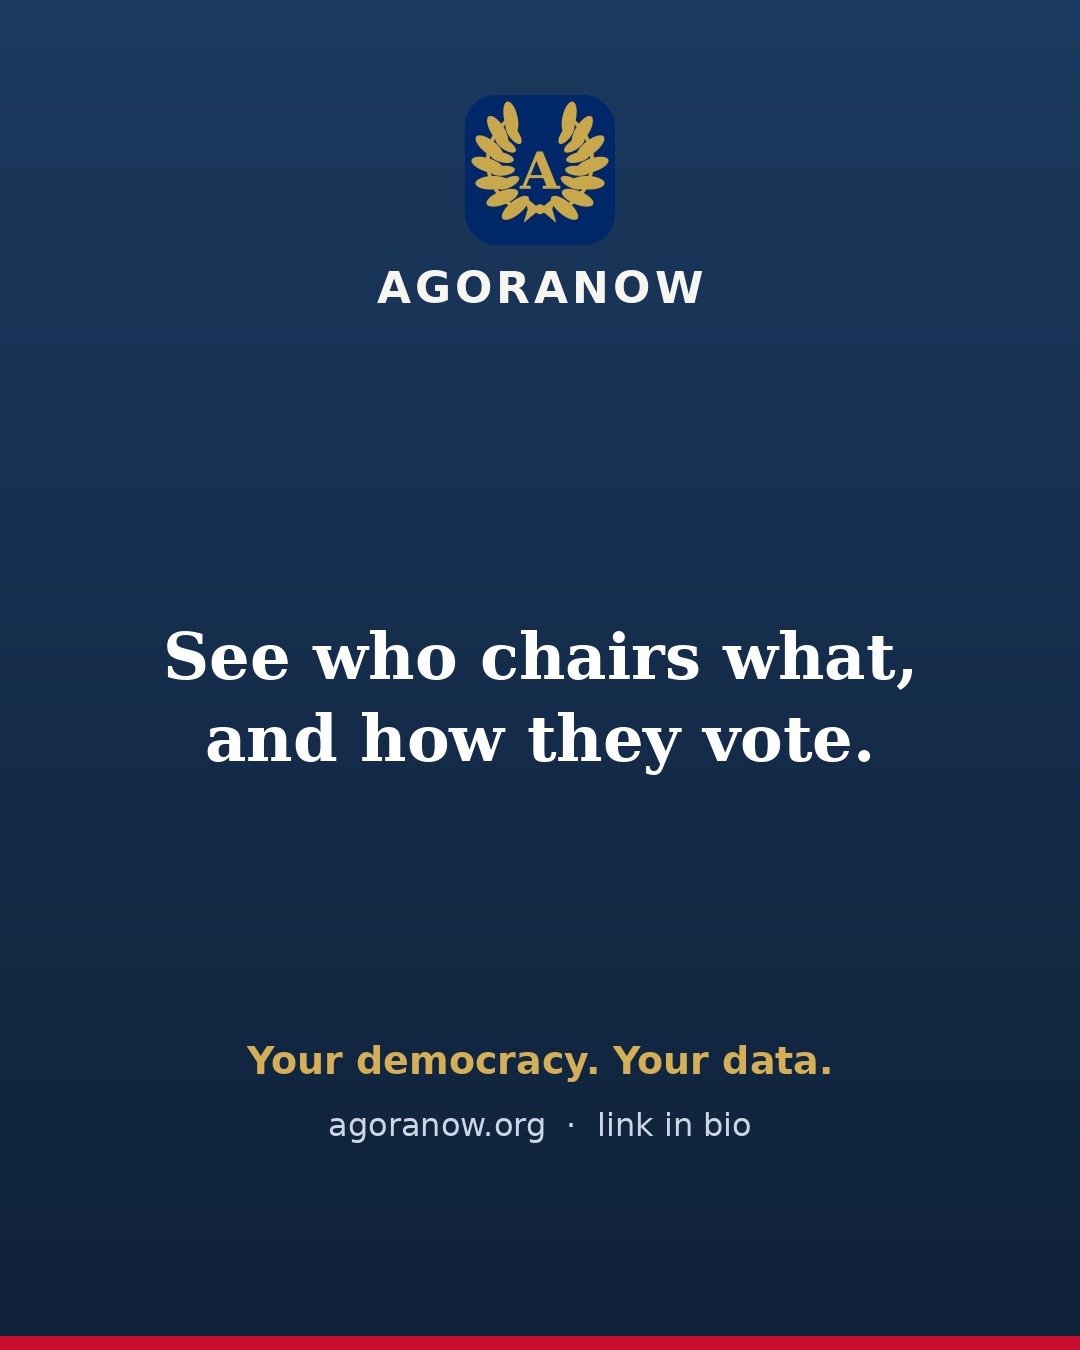 A
AGORANOW
See who chairs what,
and how they vote.
Your democracy. Your data.
agoranow.org · link in bio